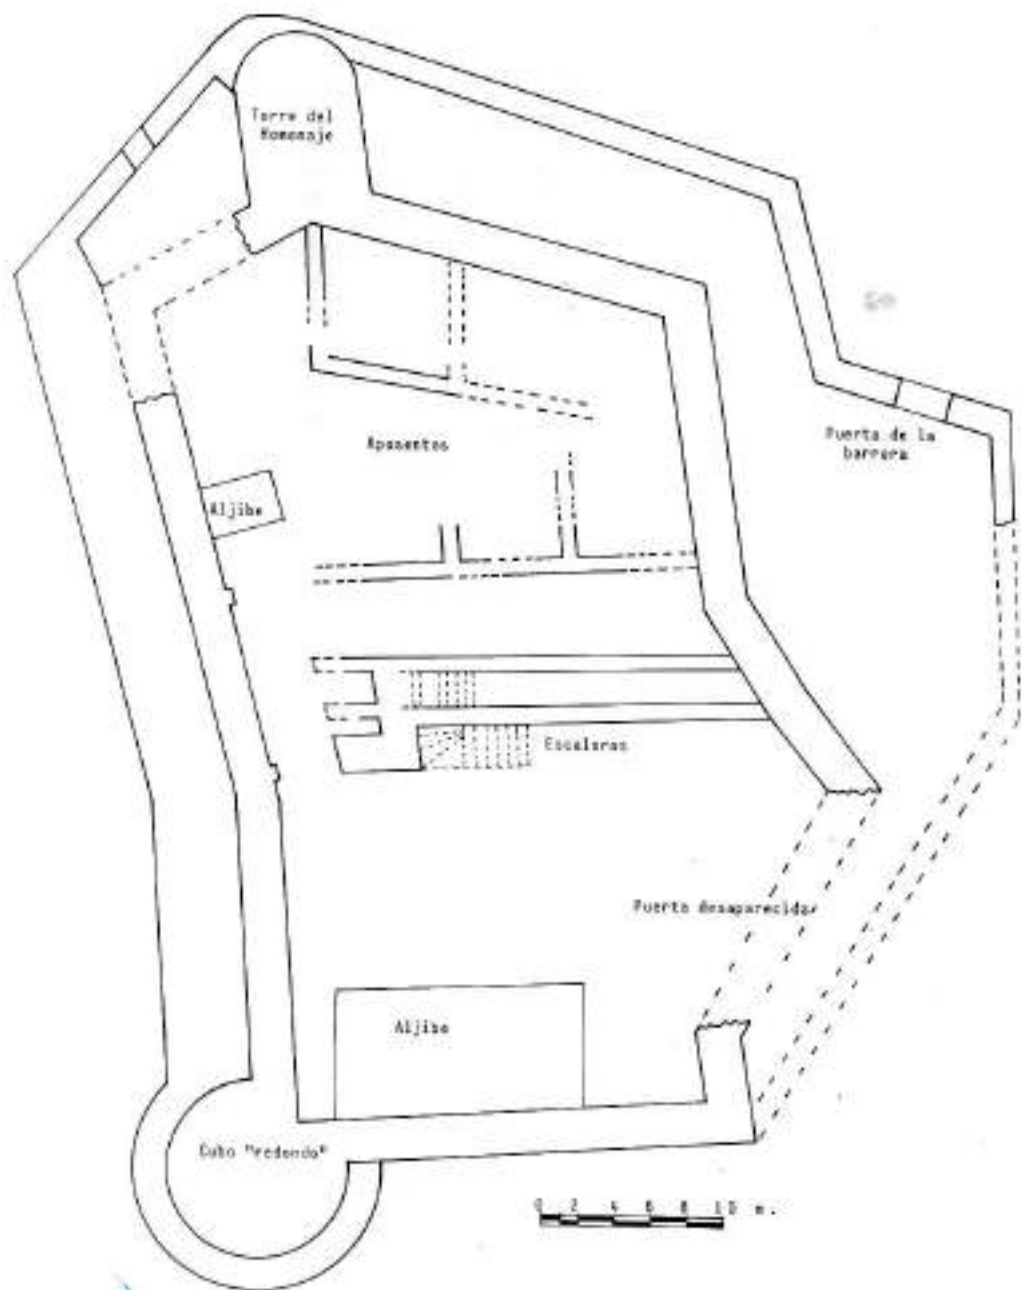 Torre del
Homenaje
Puerta de la
barrera
Aposentos
Aljibe
Escaleras
Puerta desaparecida
Aljibe
Cubo "redondo"
0 2 4 6 8 10 m.